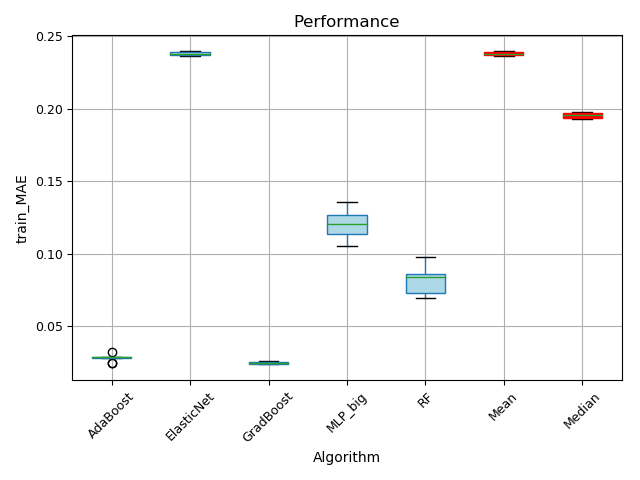 Performance
0.25
0.20
0.15
0.10
0.05
train_MAE
AdaBoost
ElasticNet
GradBoost
MLP_big
RF
Mean
Median
Algorithm